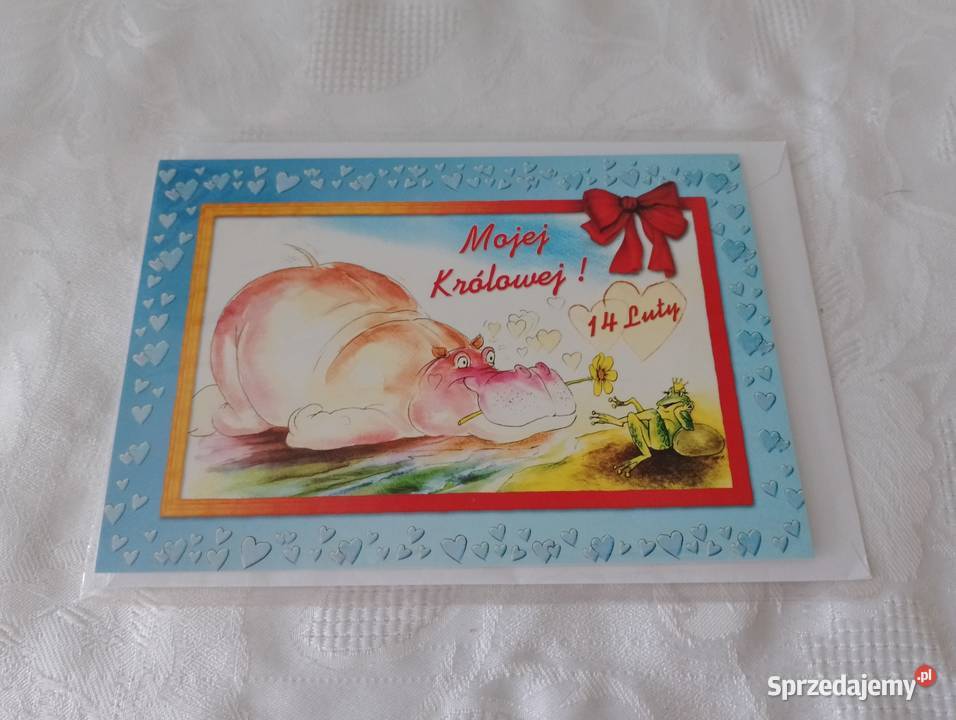 Mojej
Królowej !
14 Luty
Sprzedajemy.pl